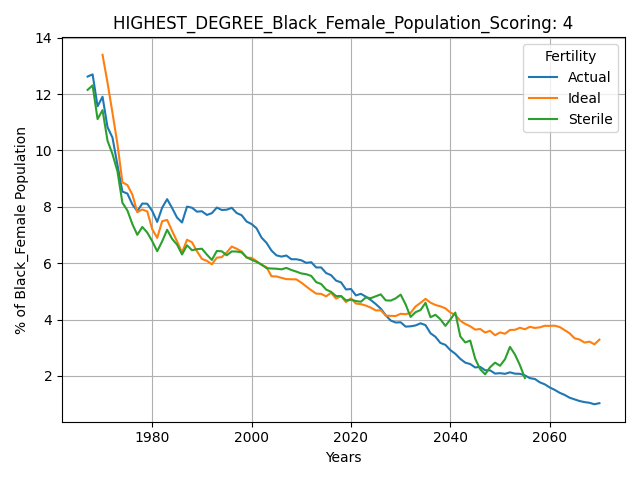 HIGHEST_DEGREE_Black_Female_Population_Scoring: 4
Fertility
Actual
Ideal
Sterile
% of Black_Female Population
14
12
10
8
6
4
2
1980
2000
2020
2040
2060
Years